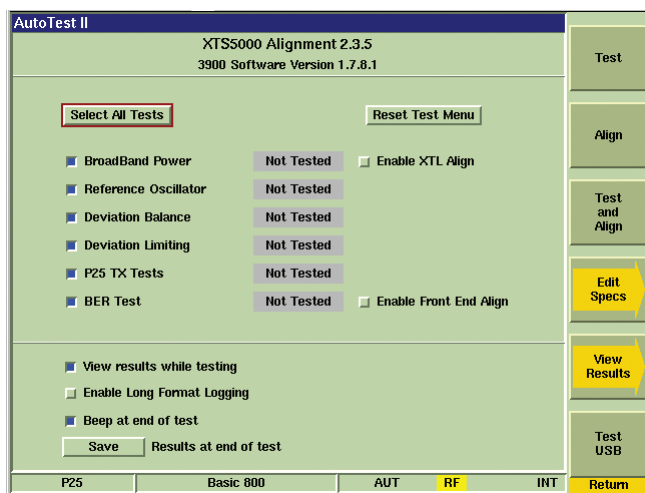 AutoTest II
XTS5000 Alignment 2.3.5
3900 Software Version 1.7.8.1
Select All Tests
Reset Test Menu
BroadBand Power Not Tested Enable XTL Align
Reference Oscillator Not Tested
Deviation Balance Not Tested
Deviation Limiting Not Tested
P25 TX Tests Not Tested
BER Test Not Tested Enable Front End Align
View results while testing
Enable Long Format Logging
Beep at end of test
Save Results at end of test
P25 Basic 800 AUT RF INT
Test
Align
Test
and
Align
Edit
Specs
View
Results
Test
USB
Return